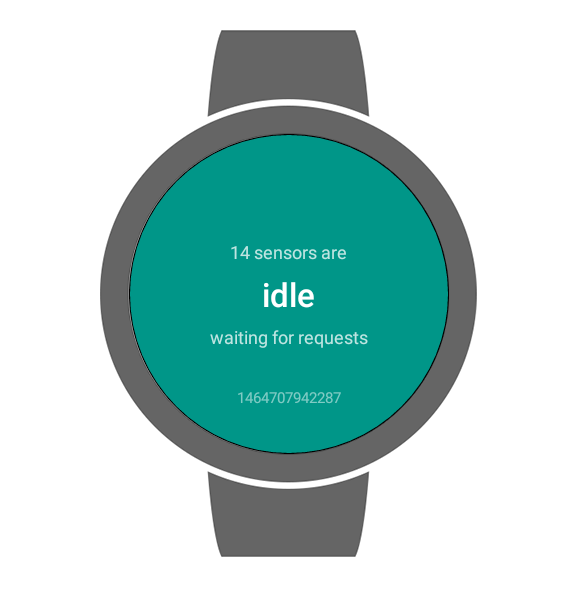 14 sensors are
idle
waiting for requests
1464707942287